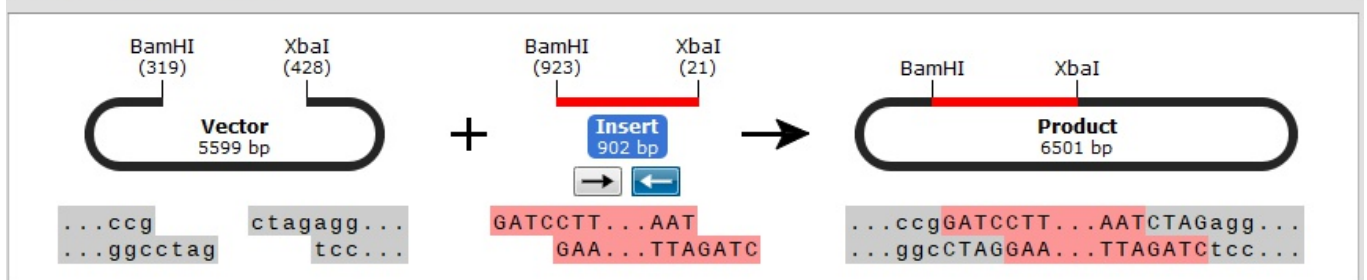 BamHI
(319)
XbaI
(428)
Vector
5599 bp
...ccg ctagagg...
...ggcctag tcc...
+
BamHI
(923)
XbaI
(21)
Insert
902 bp
GATCCTT...AAT
GAA...TTAGATC
BamHI
XbaI
Product
6501 bp
...ccgGATCCTT...AATCTAGagg...
...ggcCTAGGAA...TTAGATCtcc...